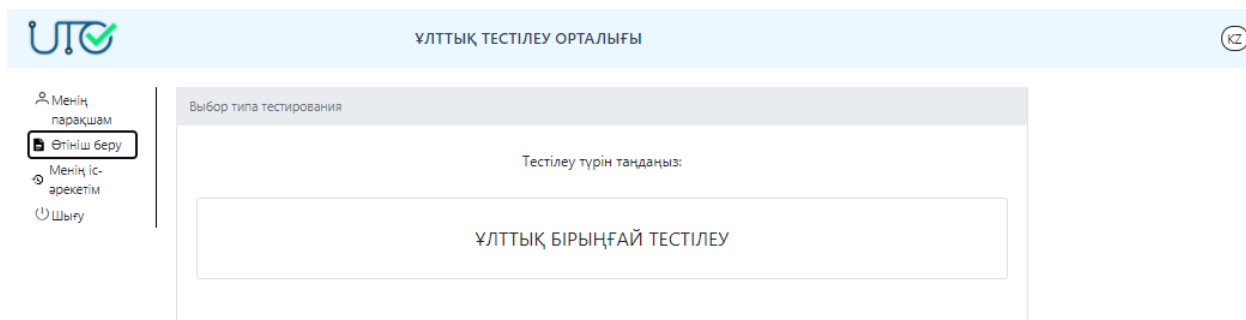 UTO
ҰЛТТЫҚ ТЕСТІЛЕУ ОРТАЛЫҒЫ
KZ
Менің
парақшам
Өтініш беру
Менің іс-
әрекетім
Шығу
Выбор типа тестирования
Тестілеу түрін таңдаңыз:
ҰЛТТЫҚ БІРЫҢҒАЙ ТЕСТІЛЕУ